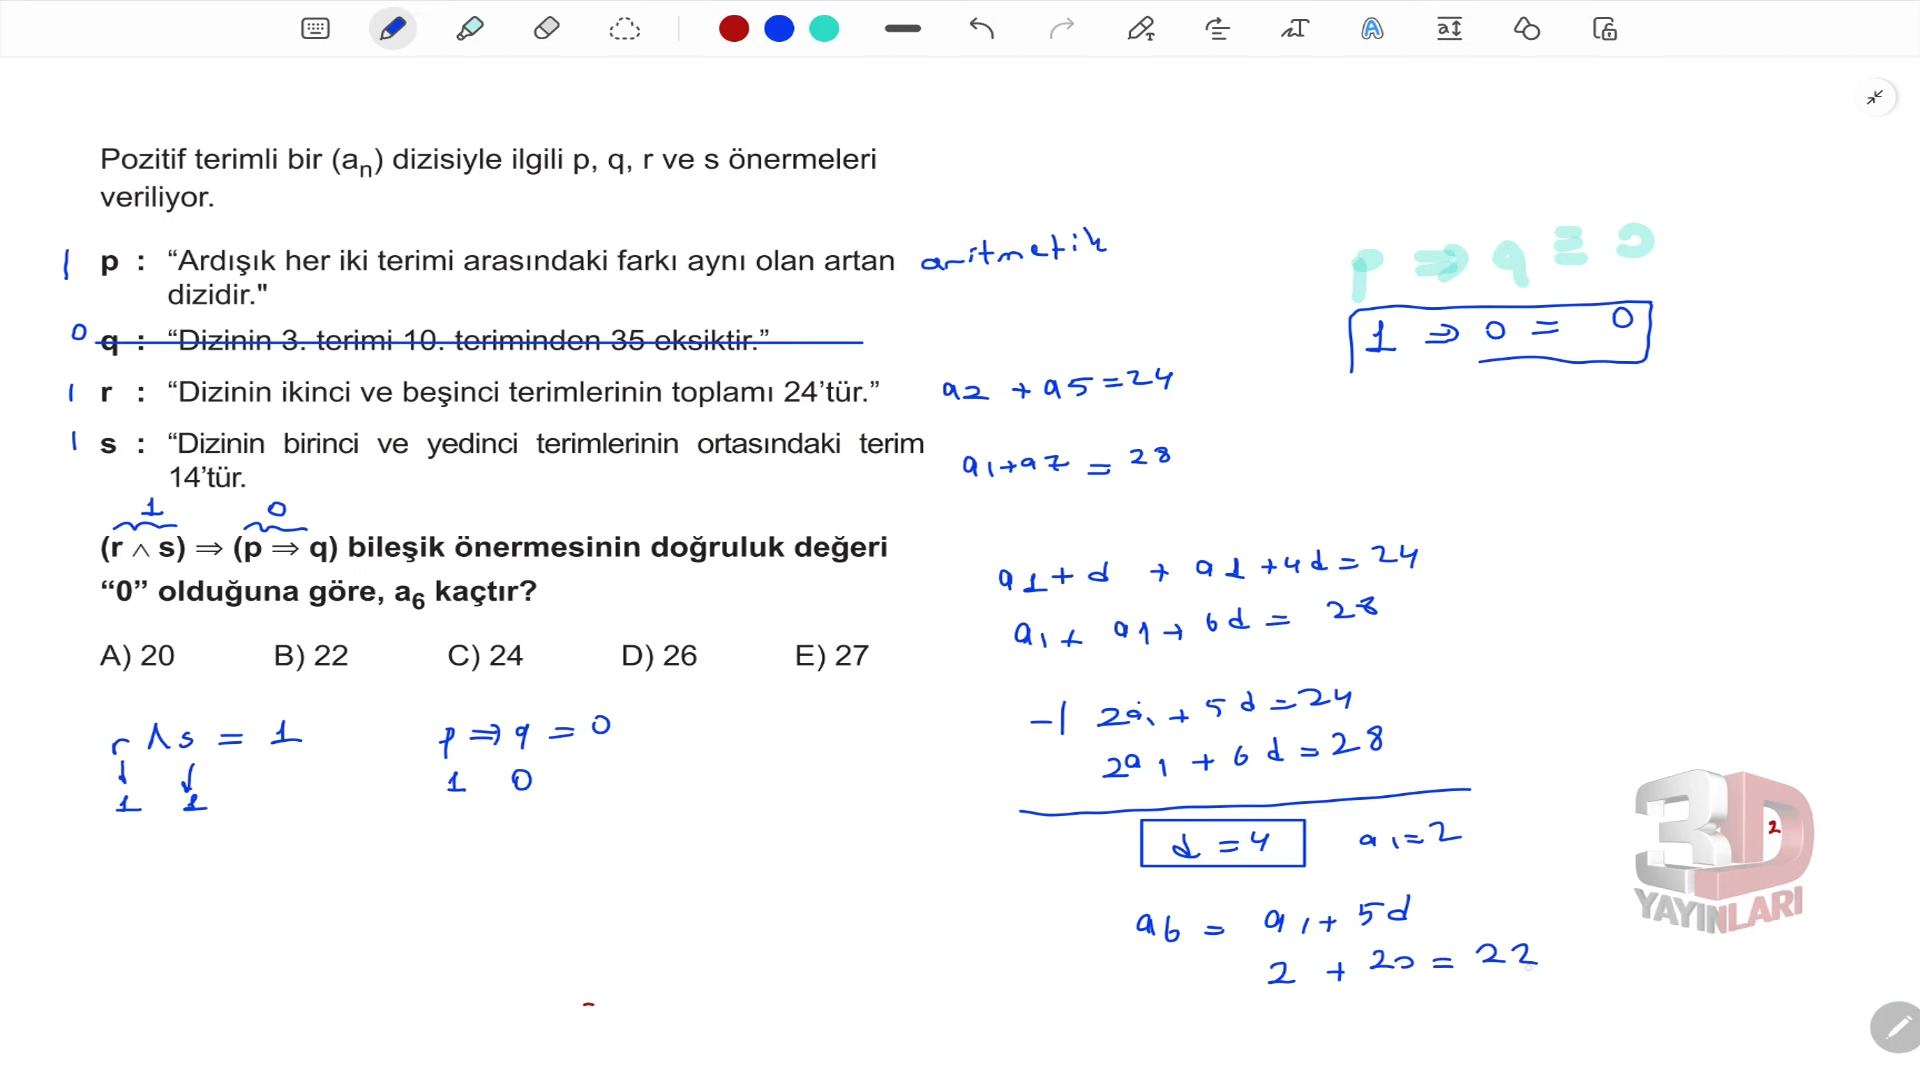 Pozitif terimli bir (aₙ) dizisiyle ilgili p, q, r ve s önermeleri
veriliyor.
1 p : “Ardışık her iki terimi arasındaki farkı aynı olan artan
dizidir."
aritmetik
0 q : “Dizinin 3. terimi 10. teriminden 35 eksiktir.”
1 r : “Dizinin ikinci ve beşinci terimlerinin toplamı 24’tür.”
1 s : “Dizinin birinci ve yedinci terimlerinin ortasındaki terim
14’tür.
1 0
(r ∧ s) ⇒ (p ⇒ q) bileşik önermesinin doğruluk değeri
“0” olduğuna göre, a₆ kaçtır?
A) 20 B) 22 C) 24 D) 26 E) 27
r ∧ s = 1
1 1
p ⇒ q = 0
1 0
p ⇒ q ≡ 0
1 ⇒ 0 = 0
a2 + a5 = 24
a1 + a7 = 28
a1 + d + a1 + 4d = 24
a1 + a1 + 6d = 28
-1 2a1 + 5d = 24
2a1 + 6d = 28
d = 4 a1 = 2
a6 = a1 + 5d
2 + 20 = 22
3D
2
YAYINLARI